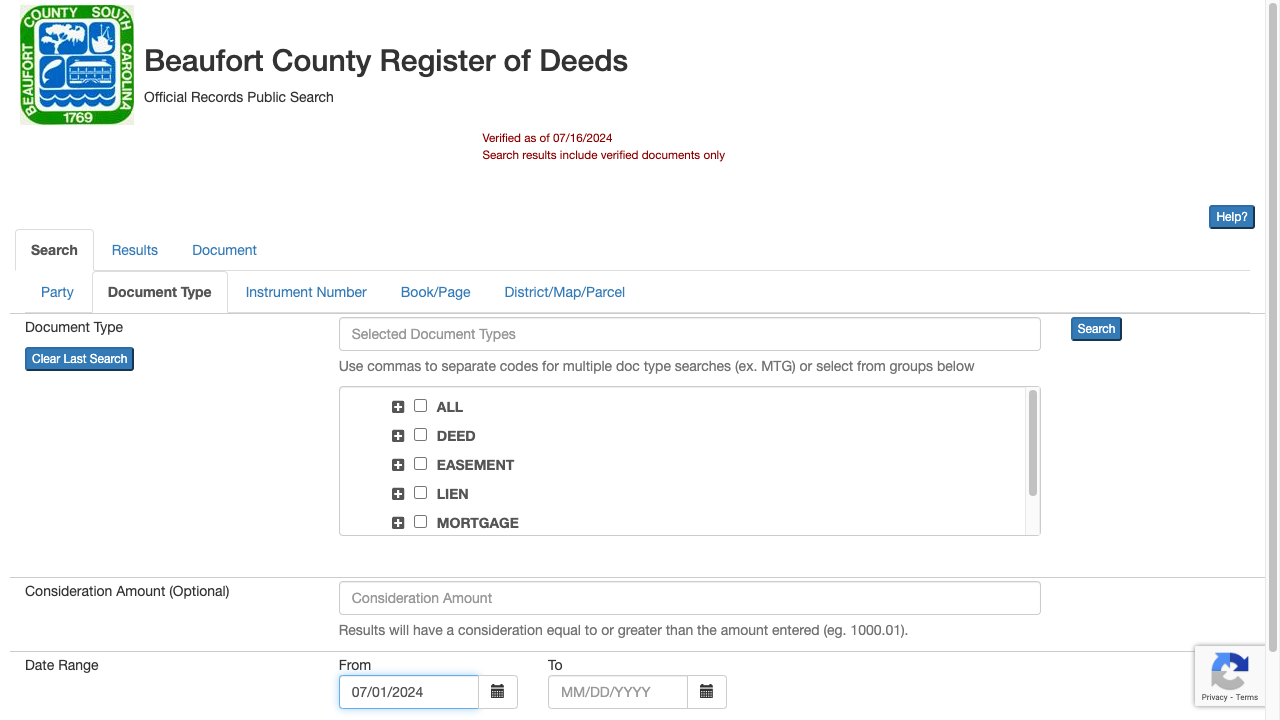 BEAUFORT COUNTY SOUTH CAROLINA
1769
Beaufort County Register of Deeds
Official Records Public Search
Verified as of 07/16/2024
Search results include verified documents only
Help?
Search Results Document
Party Document Type Instrument Number Book/Page District/Map/Parcel
Document Type
Selected Document Types
Search
Clear Last Search
Use commas to separate codes for multiple doc type searches (ex. MTG) or select from groups below
ALL
DEED
EASEMENT
LIEN
MORTGAGE
Consideration Amount (Optional)
Consideration Amount
Results will have a consideration equal to or greater than the amount entered (eg. 1000.01).
Date Range
From To
07/01/2024 MM/DD/YYYY
Privacy - Terms